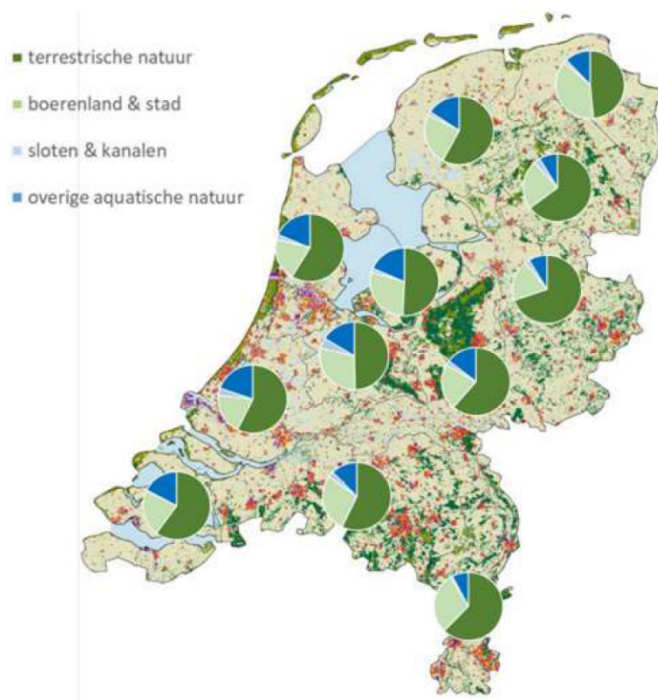 terrestrische natuur
boerenland & stad
sloten & kanalen
overige aquatische natuur